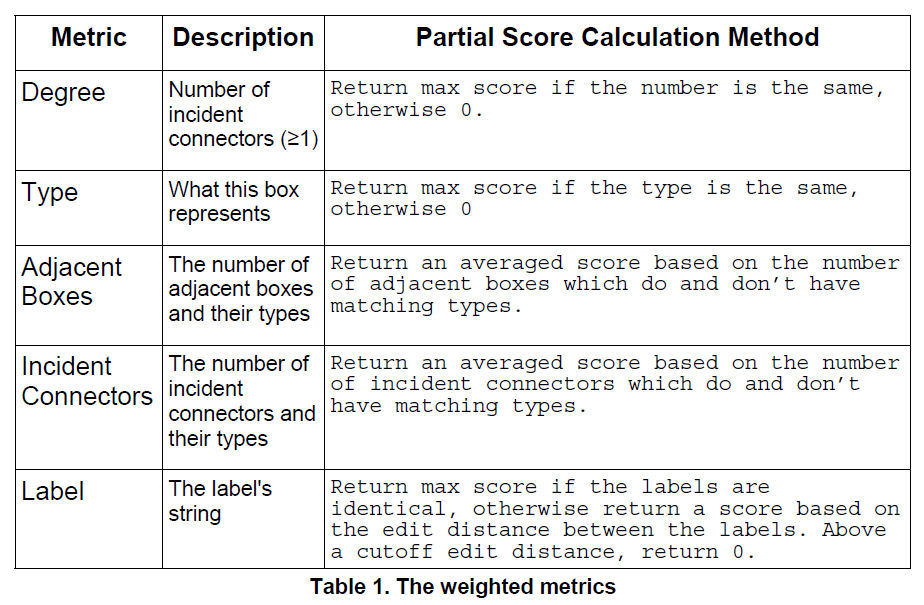 Metric Description Partial Score Calculation Method
Degree
Number of
incident
connectors (≥1)
Return max score if the number is the same,
otherwise 0.
Type
What this box
represents
Return max score if the type is the same,
otherwise 0
Adjacent
Boxes
The number of
adjacent boxes
and their types
Return an averaged score based on the number
of adjacent boxes which do and don’t have
matching types.
Incident
Connectors
The number of
incident
connectors and
their types
Return an averaged score based on the number
of incident connectors which do and don’t
have matching types.
Label
The label's
string
Return max score if the labels are
identical, otherwise return a score based on
the edit distance between the labels. Above
a cutoff edit distance, return 0.
Table 1. The weighted metrics